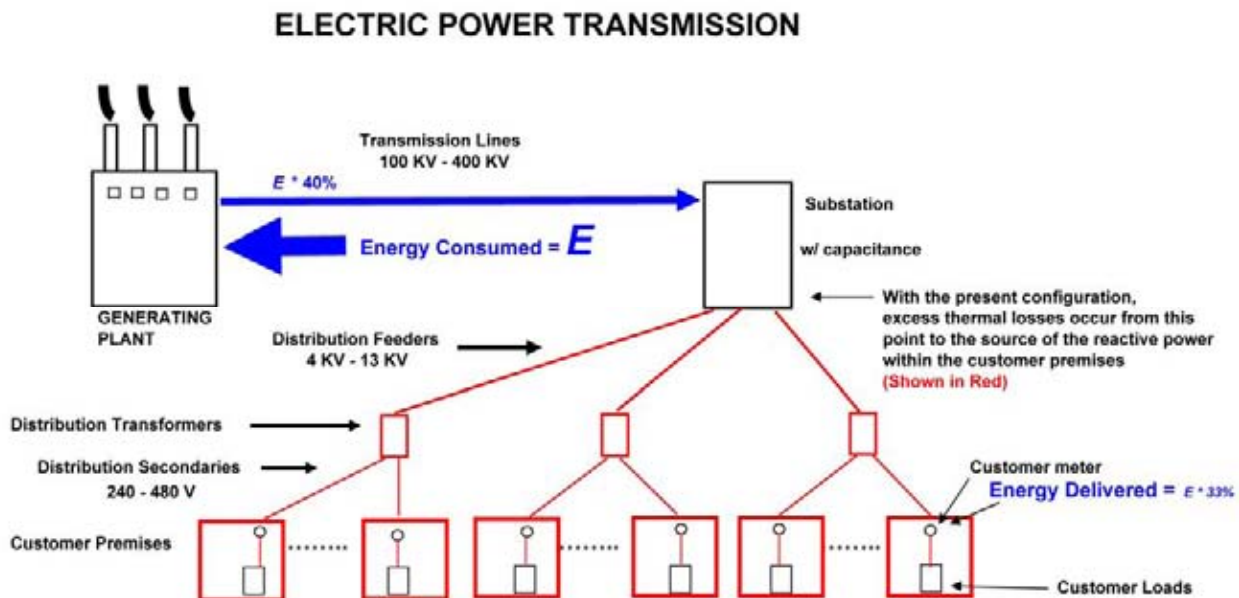 ELECTRIC POWER TRANSMISSION
Transmission Lines
100 KV - 400 KV
E * 40%
Substation
Energy Consumed = E
w/ capacitance
GENERATING
PLANT
With the present configuration,
excess thermal losses occur from this
point to the source of the reactive power
within the customer premises
(Shown in Red)
Distribution Feeders
4 KV - 13 KV
Distribution Transformers
Distribution Secondaries
240 - 480 V
Customer meter
Energy Delivered = E * 33%
Customer Premises
Customer Loads